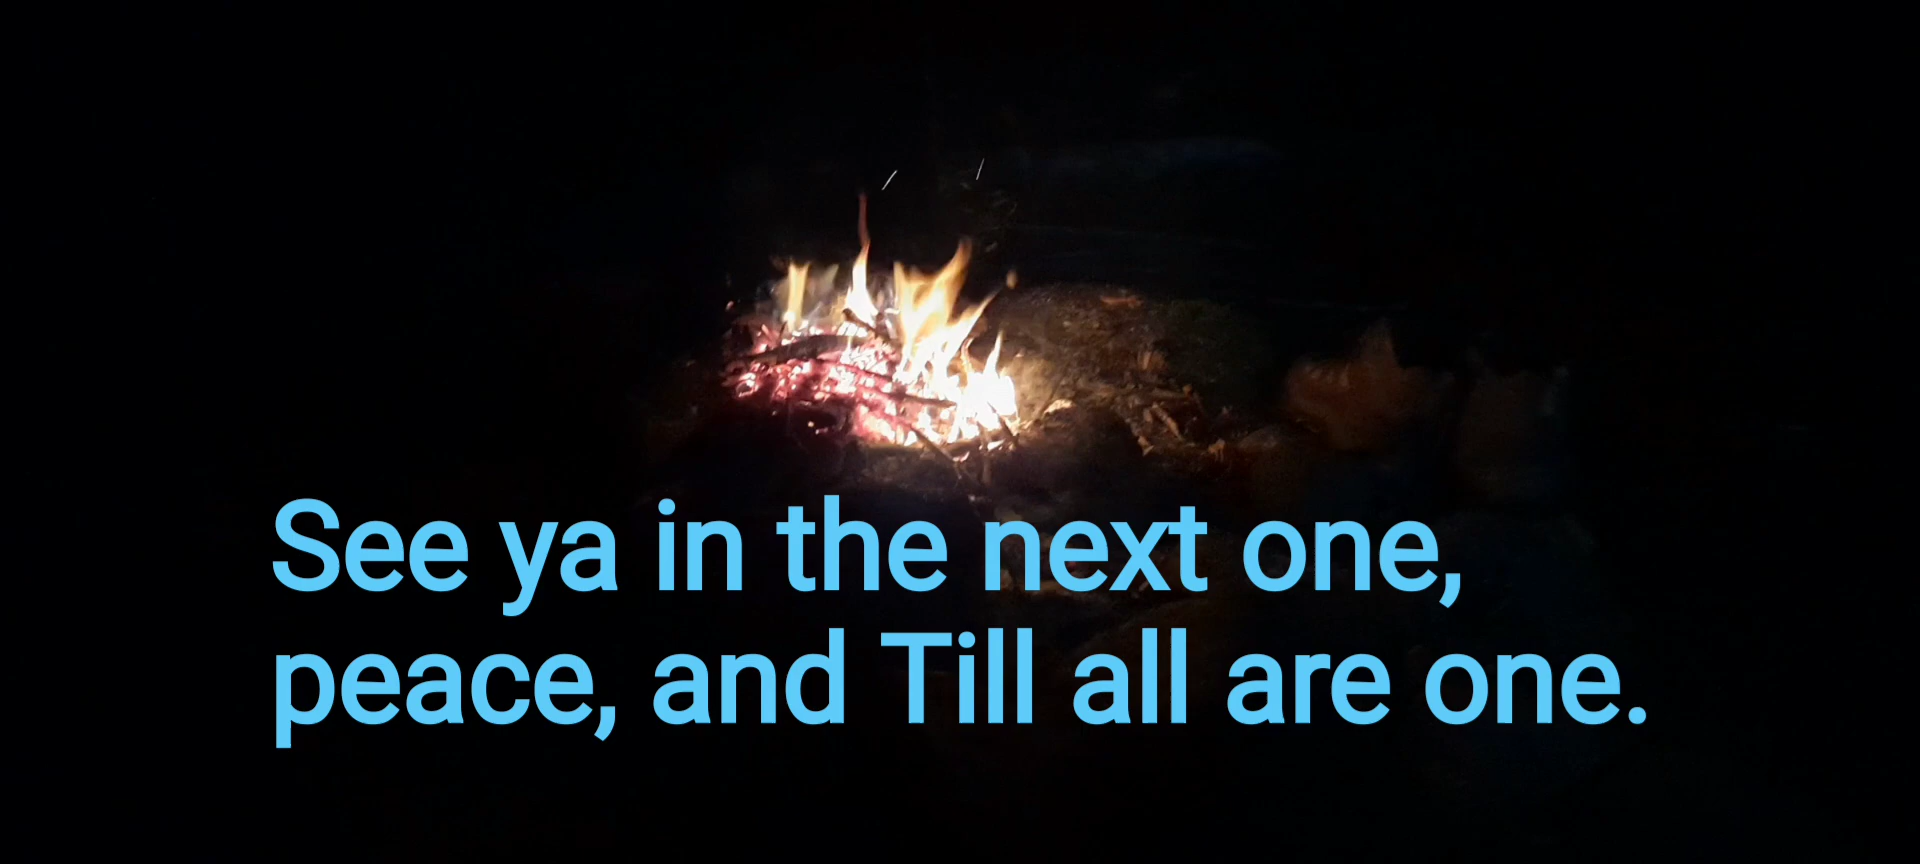 See ya in the next one,
peace, and Till all are one.